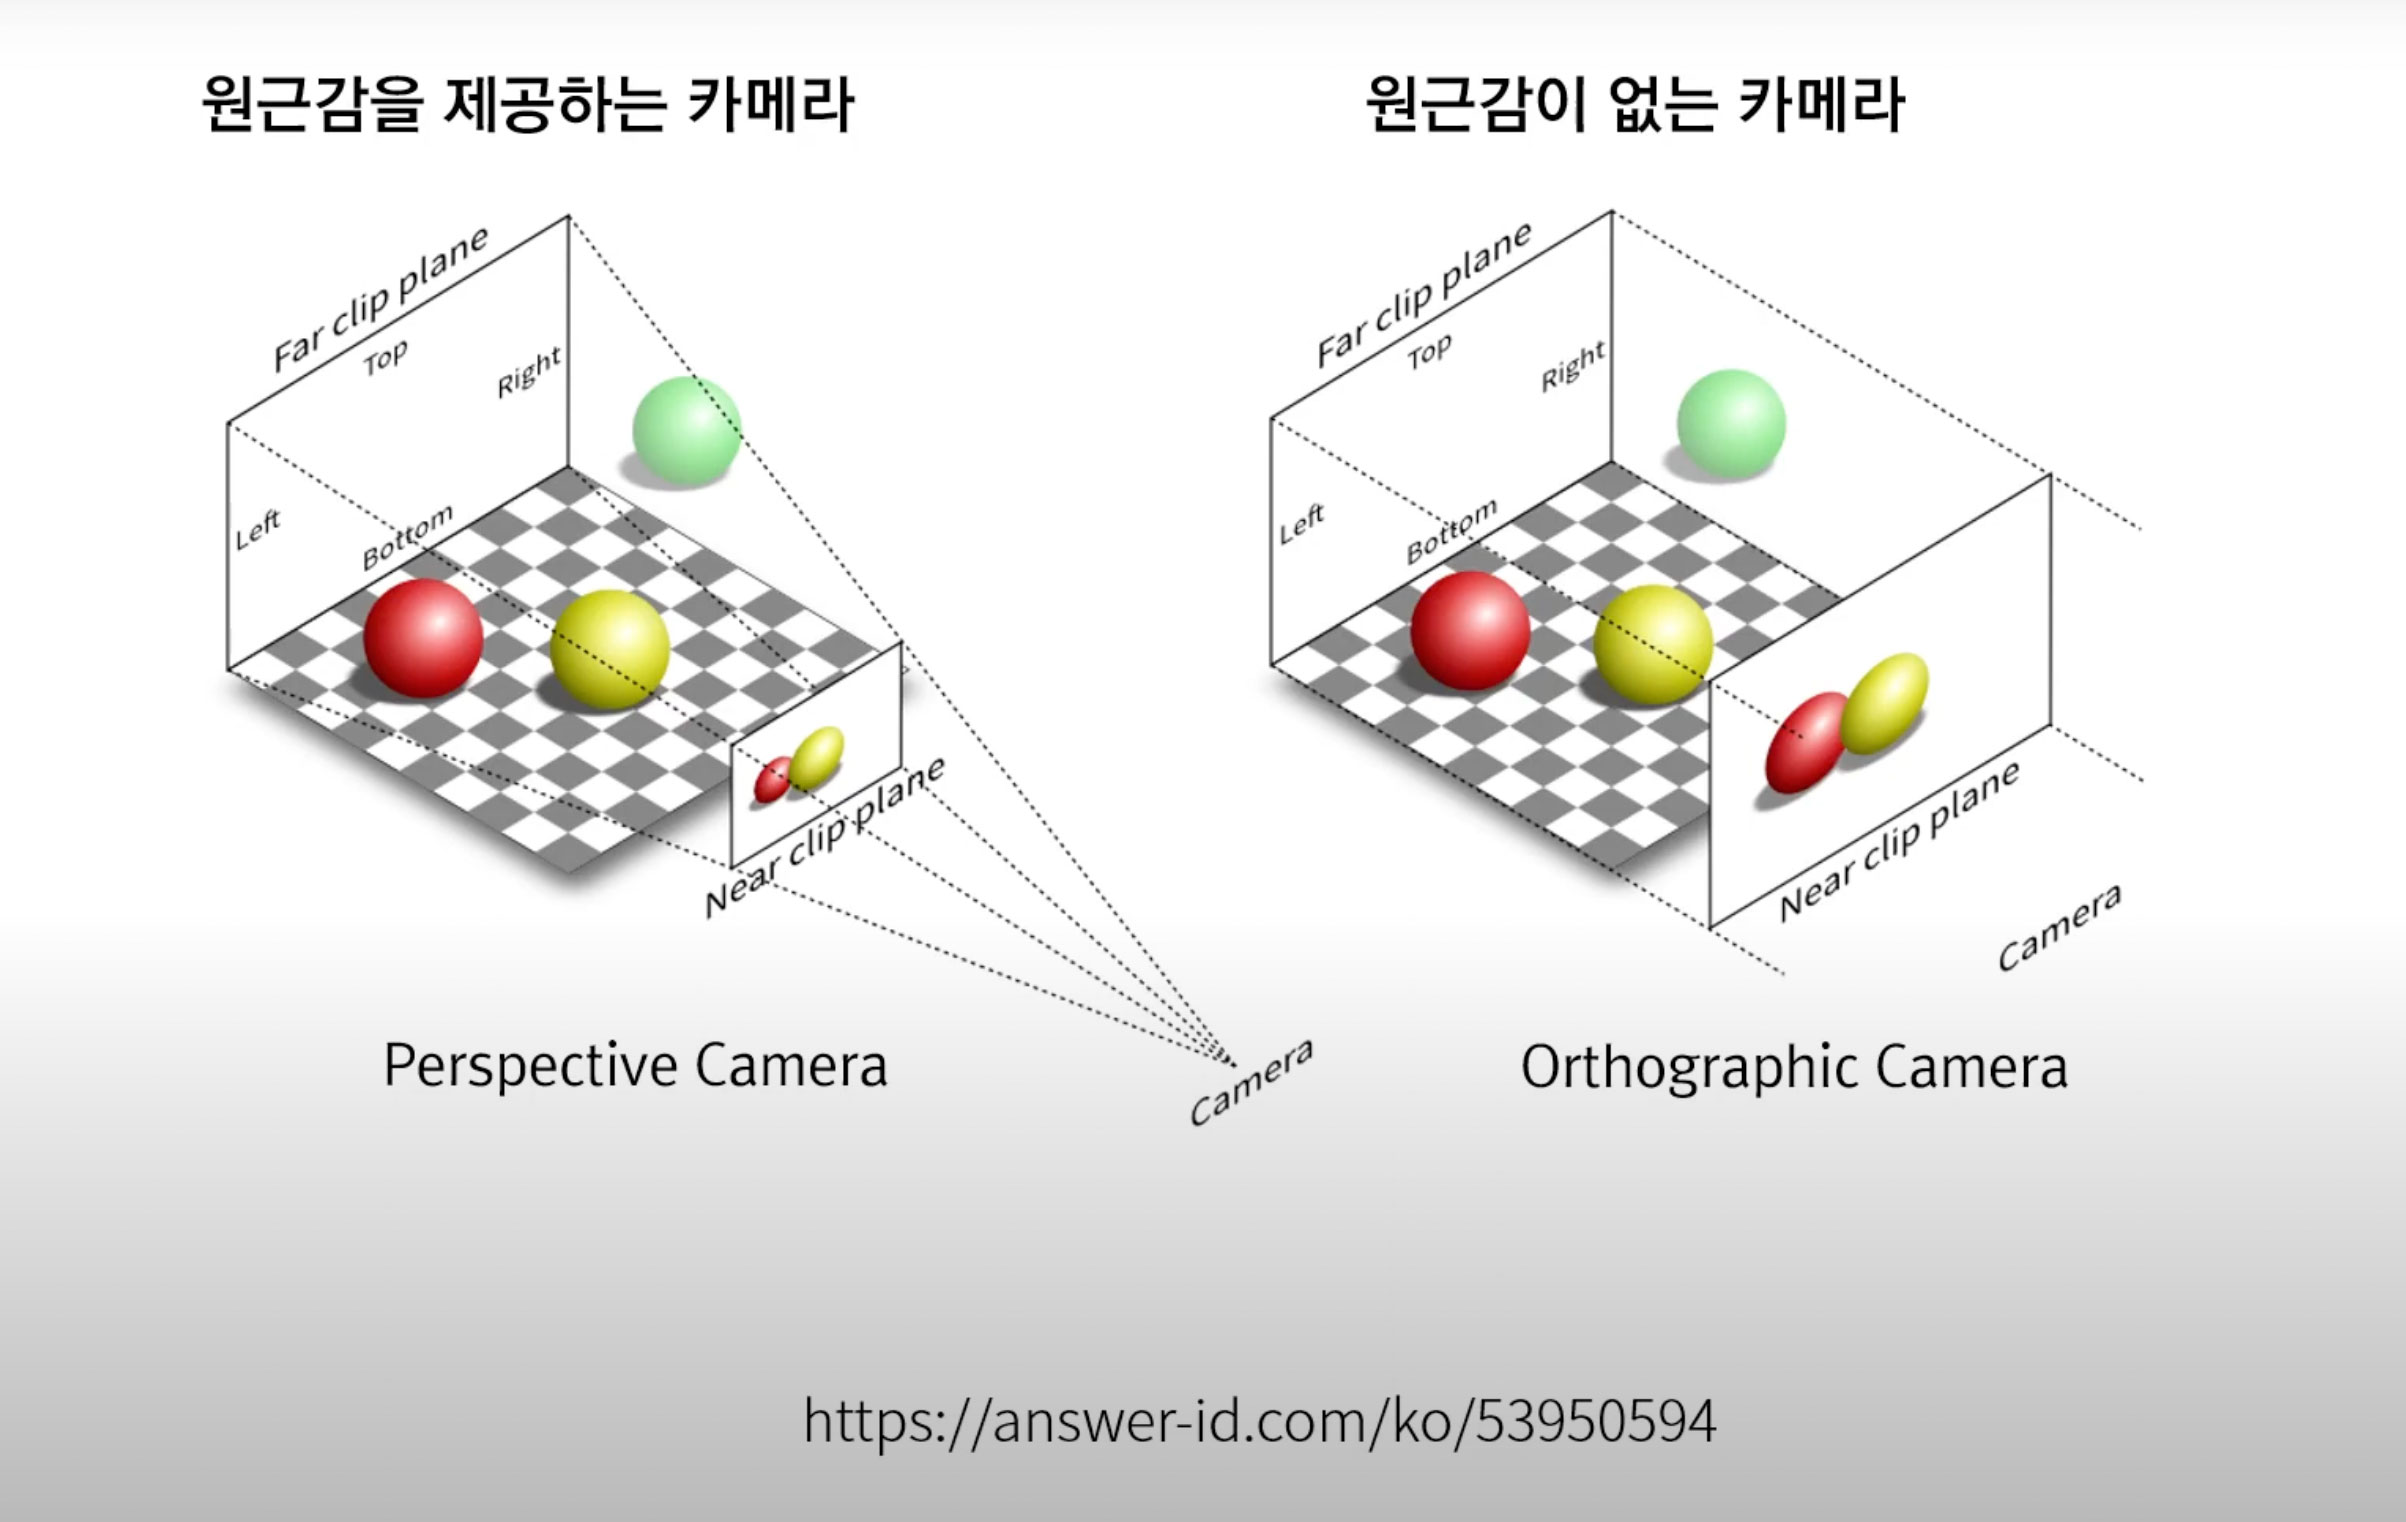 원근감을 제공하는 카메라
Far clip plane
Top
Right
Left
Bottom
Near clip plane
Camera
Perspective Camera
원근감이 없는 카메라
Far clip plane
Top
Right
Left
Bottom
Near clip plane
Camera
Orthographic Camera
https://answer-id.com/ko/53950594